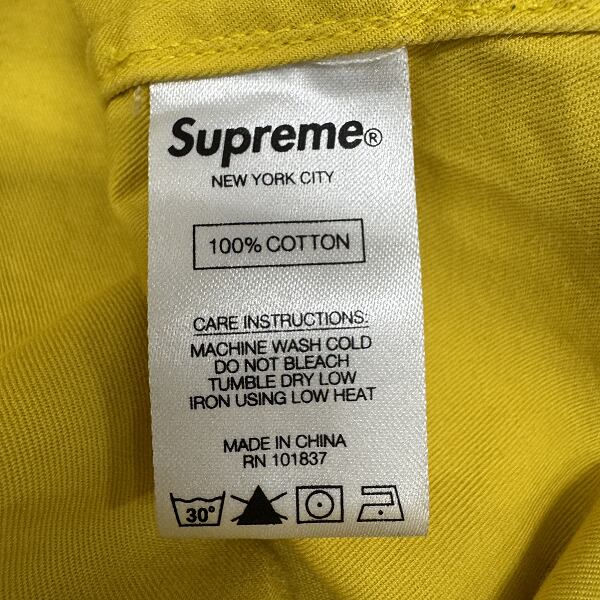 Supreme®
NEW YORK CITY
100% COTTON
CARE INSTRUCTIONS:
MACHINE WASH COLD
DO NOT BLEACH
TUMBLE DRY LOW
IRON USING LOW HEAT
MADE IN CHINA
RN 101837
30°